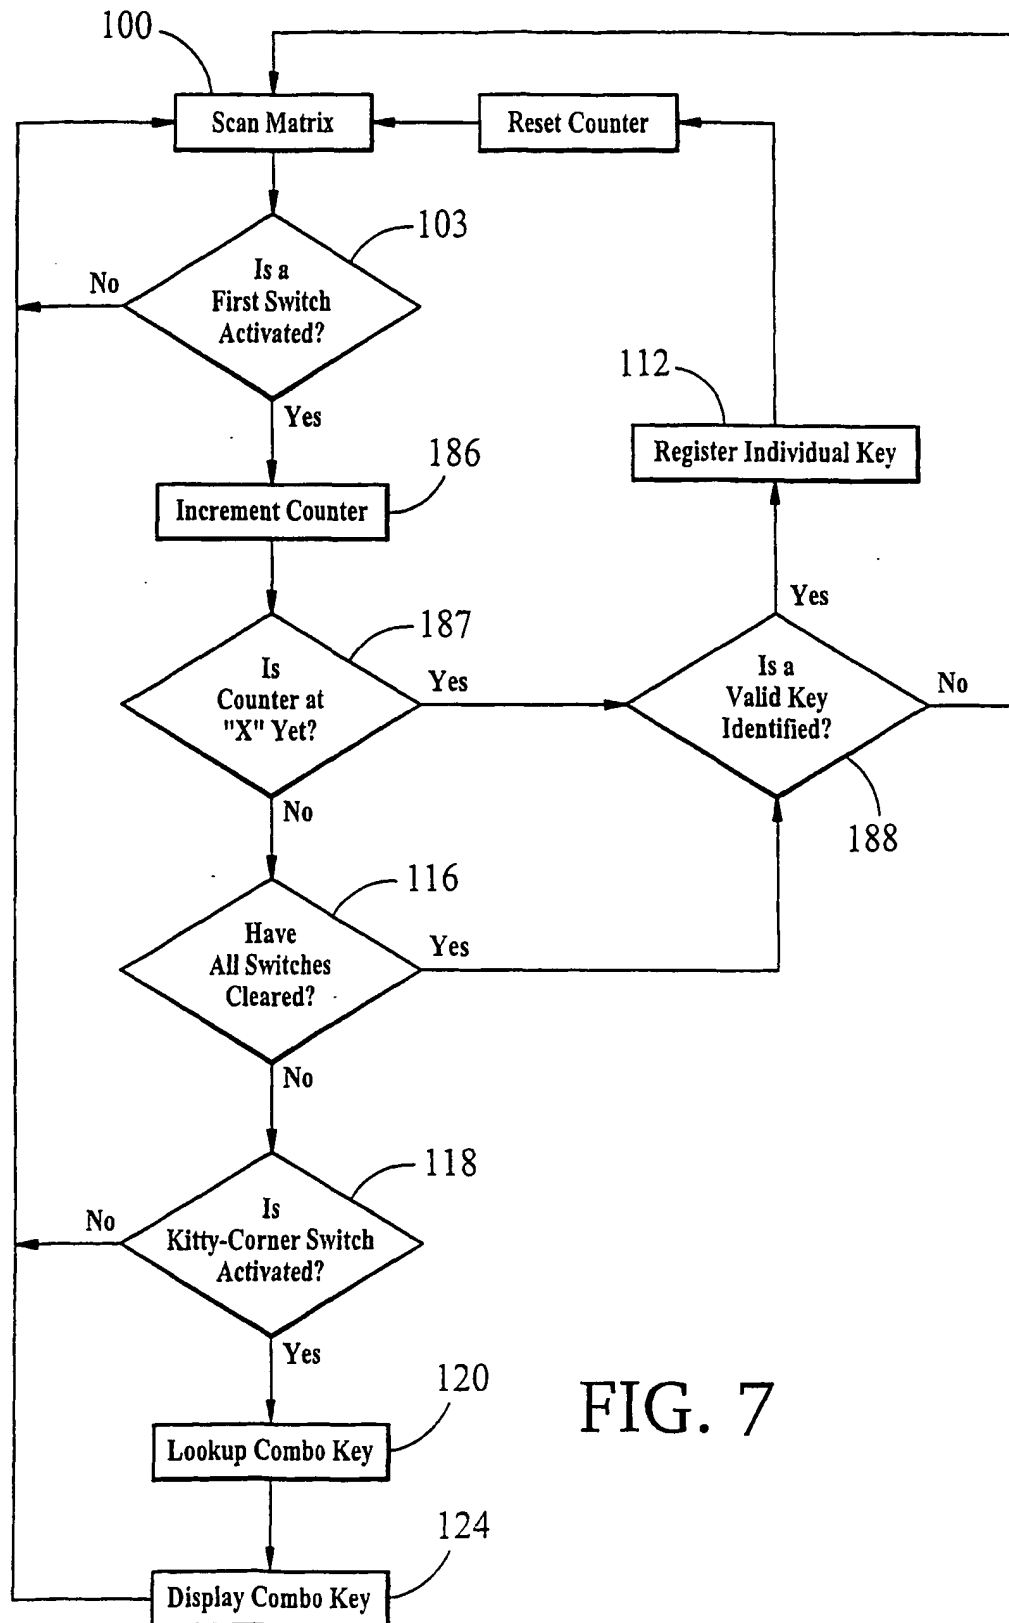 100
Scan Matrix
Reset Counter
103
No
Is a
First Switch
Activated?
Yes
112
Register Individual Key
186
Increment Counter
Yes
187
Is
Counter at
"X" Yet?
Yes
Is a
Valid Key
Identified?
No
No
188
116
Have
All Switches
Cleared?
Yes
No
118
No
Is
Kitty-Corner Switch
Activated?
Yes
120
Lookup Combo Key
FIG. 7
124
Display Combo Key